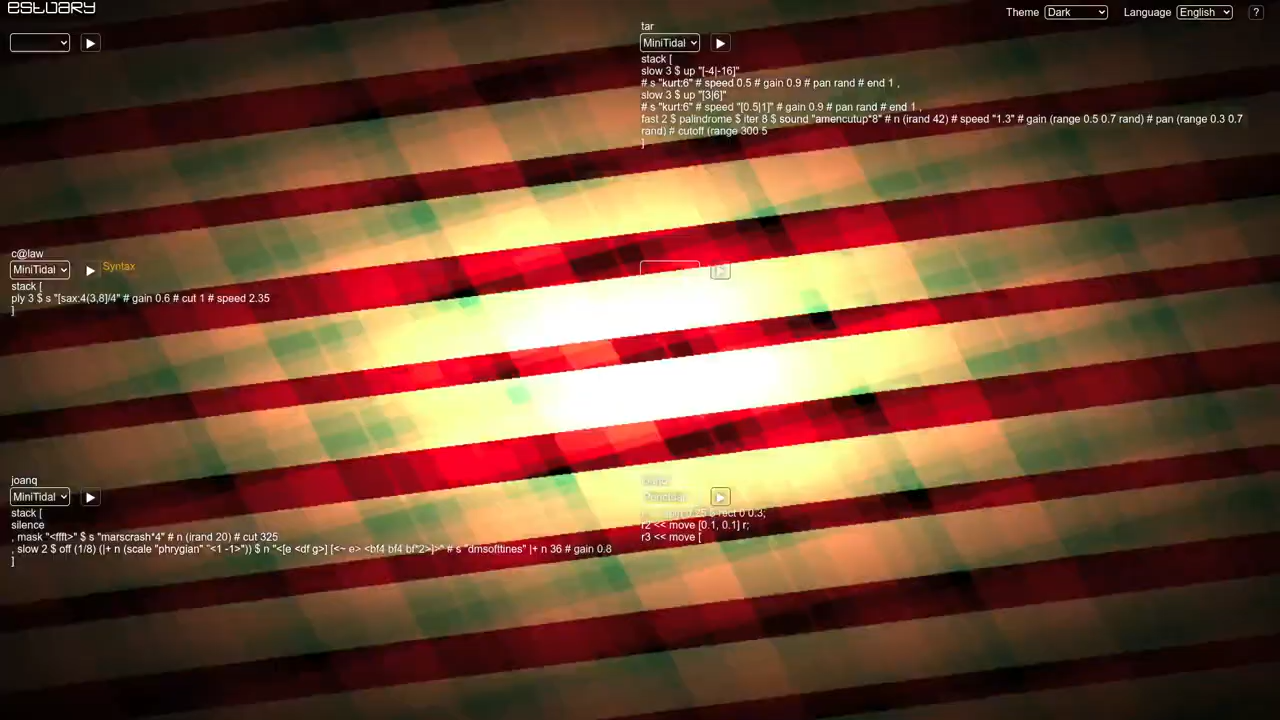 estuary
Theme Dark Language English ?
tar
MiniTidal
stack [
slow 3 $ up "[-4|-16]"
# s "kurt:6" # speed 0.5 # gain 0.9 # pan rand # end 1 ,
slow 3 $ up "[3|6]"
# s "kurt:6" # speed "[0.5|1]" # gain 0.9 # pan rand # end 1 ,
fast 2 $ palindrome $ iter 8 $ sound "amencutup*8" # n (irand 42) # speed "1.3" # gain (range 0.5 0.7 rand) # pan (range 0.3 0.7
rand) # cutoff (range 300 5
]
c@law
MiniTidal Syntax
stack [
ply 3 $ s "[sax:4(3,8]/4" # gain 0.6 # cut 1 # speed 2.35
]
joanq
MiniTidal
stack [
silence
, mask "<ffft>" $ s "marscrash*4" # n (irand 20) # cut 325
, slow 2 $ off (1/8) (|+ n (scale "phrygian" "<1 -1>")) $ n "<[e <df g>] [<~ e> <bf4 bf4 bf*2>]>" # s "dmsofttines" |+ n 36 # gain 0.8
]
Punctual
rect 0 0.3;
r2 << move [0.1, 0.1] r;
r3 << move [